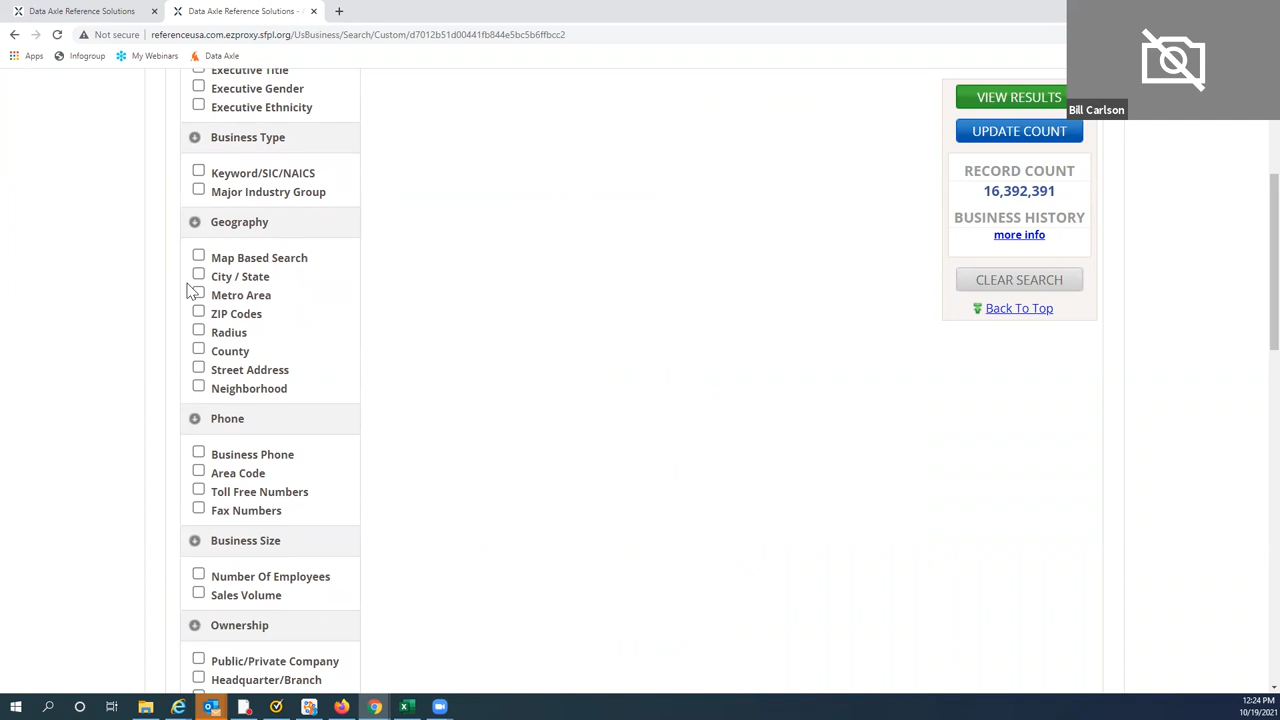 Data Axle Reference Solutions
Data Axle Reference Solutions -
Not secure
referenceusa.com.ezproxy.sfpl.org/UsBusiness/Search/Custom/d7012b51d00441fb844e5bc5b6ffbcc2
Apps
Infogroup
My Webinars
Data Axle
Executive Title
Executive Gender
Executive Ethnicity
Business Type
Keyword/SIC/NAICS
Major Industry Group
Geography
Map Based Search
City / State
Metro Area
ZIP Codes
Radius
County
Street Address
Neighborhood
Phone
Business Phone
Area Code
Toll Free Numbers
Fax Numbers
Business Size
Number Of Employees
Sales Volume
Ownership
Public/Private Company
Headquarter/Branch
VIEW RESULTS
UPDATE COUNT
RECORD COUNT
16,392,391
BUSINESS HISTORY
more info
CLEAR SEARCH
Back To Top
Bill Carlson
12:24 PM
10/19/2021